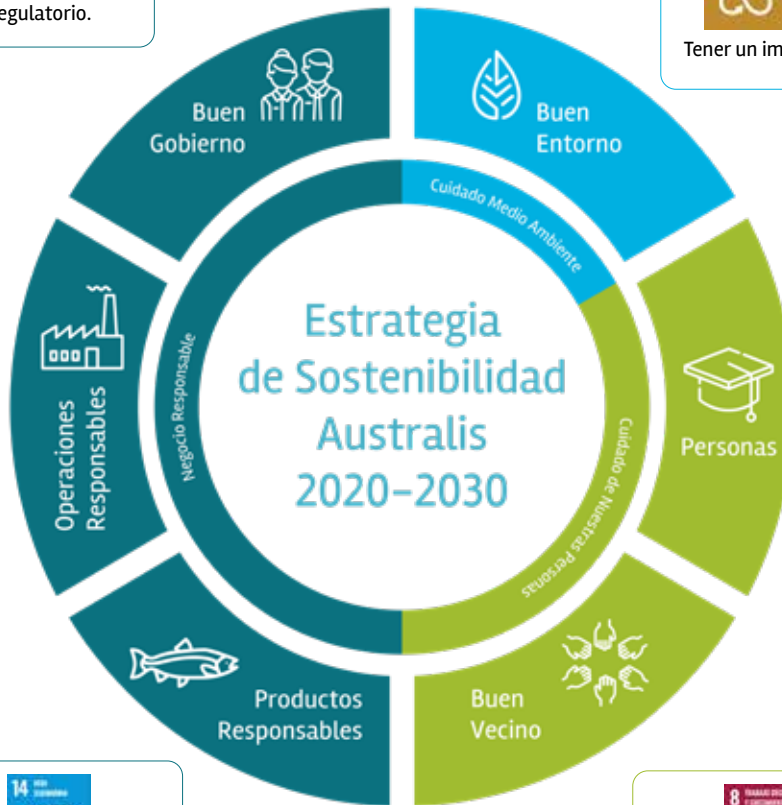 egulatorio.
Tener un im
Buen
Gobierno
Buen
Entorno
Cuidado Medio Ambiente
Estrategia
de Sostenibilidad
Australis
2020–2030
Negocio Responsable
Cuidado de Nuestras Personas
Operaciones
Responsables
Personas
Productos
Responsables
Buen
Vecino
14
8